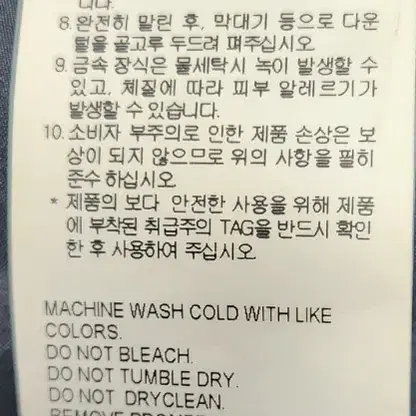 니다.
8. 완전히 말린 후, 막대기 등으로 다운
털을 골고루 두드려 펴주십시오
9. 금속 장식은 물세탁시 녹이 발생할 수
있고, 체질에 따라 피부 알레르기가
발생할 수 있습니다.
10. 소비자 부주의로 인한 제품 손상은 보
상이 되지 않으므로 위의 사항을 필히
준수 하십시오
* 제품의 보다 안전한 사용을 위해 제품
에 부착된 취급주의 TAG을 반드시 확인
한 후 사용하여 주십시오
MACHINE WASH COLD WITH LIKE
COLORS.
DO NOT BLEACH.
DO NOT TUMBLE DRY.
DO NOT DRYCLEAN.
REMOVE